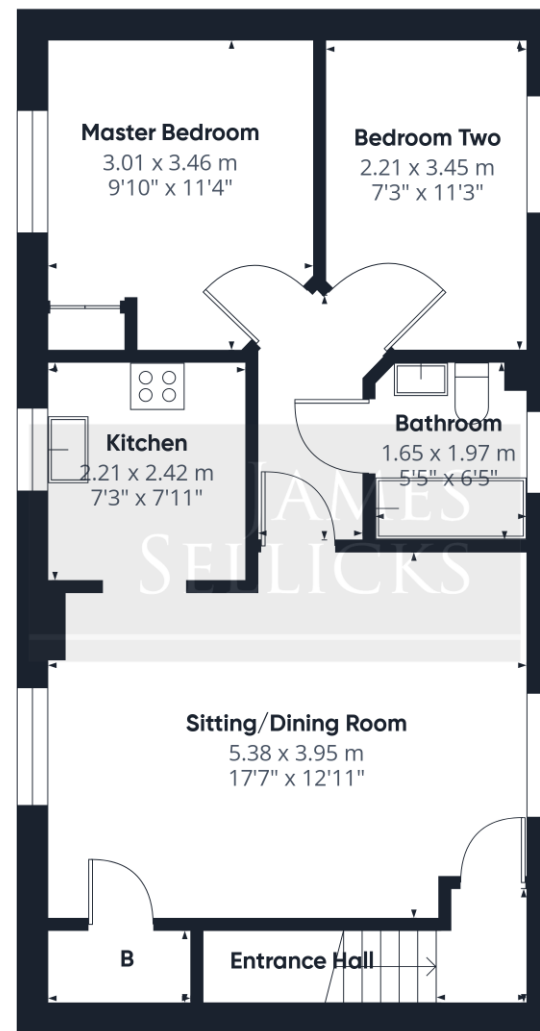 Master Bedroom
3.01 x 3.46 m
9'10" x 11'4"
Bedroom Two
2.21 x 3.45 m
7'3" x 11'3"
Kitchen
2.21 x 2.42 m
7'3" x 7'11"
Bathroom
1.65 x 1.97 m
5'5" x 6'5"
JAMES
SELLICKS
Sitting/Dining Room
5.38 x 3.95 m
17'7" x 12'11"
B
Entrance Hall